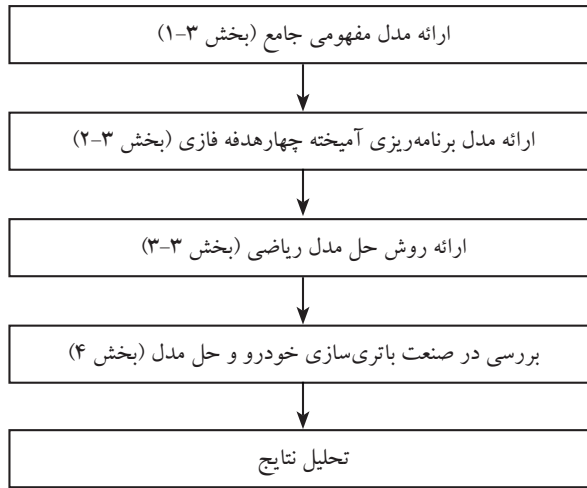 ارائه مدل مفهومی جامع (بخش ۳-۱)
ارائه مدل برنامه‌ریزی آمیخته چهارهدفه فازی (بخش ۳-۲)
ارائه روش حل مدل ریاضی (بخش ۳-۳)
بررسی در صنعت باتری‌سازی خودرو و حل مدل (بخش ۴)
تحلیل نتایج